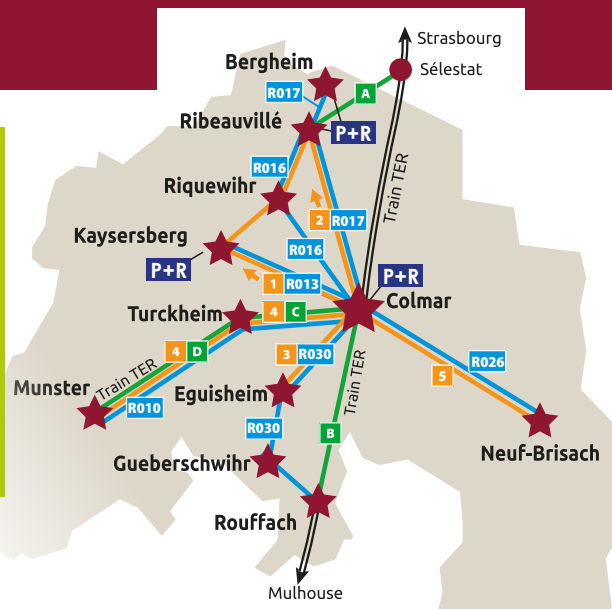 Strasbourg
Bergheim
Sélestat
R017
A
Ribeauvillé
P+R
R016
Train TER
Riquewihr
2 R017
Kaysersberg
R016
P+R
P+R
1 R013
Colmar
Turckheim
4 C
4 D
3 R030
Train TER
R026
Munster
Train TER
5
Eguisheim
R010
R030
B
Neuf-Brisach
Gueberschwihr
Rouffach
Mulhouse